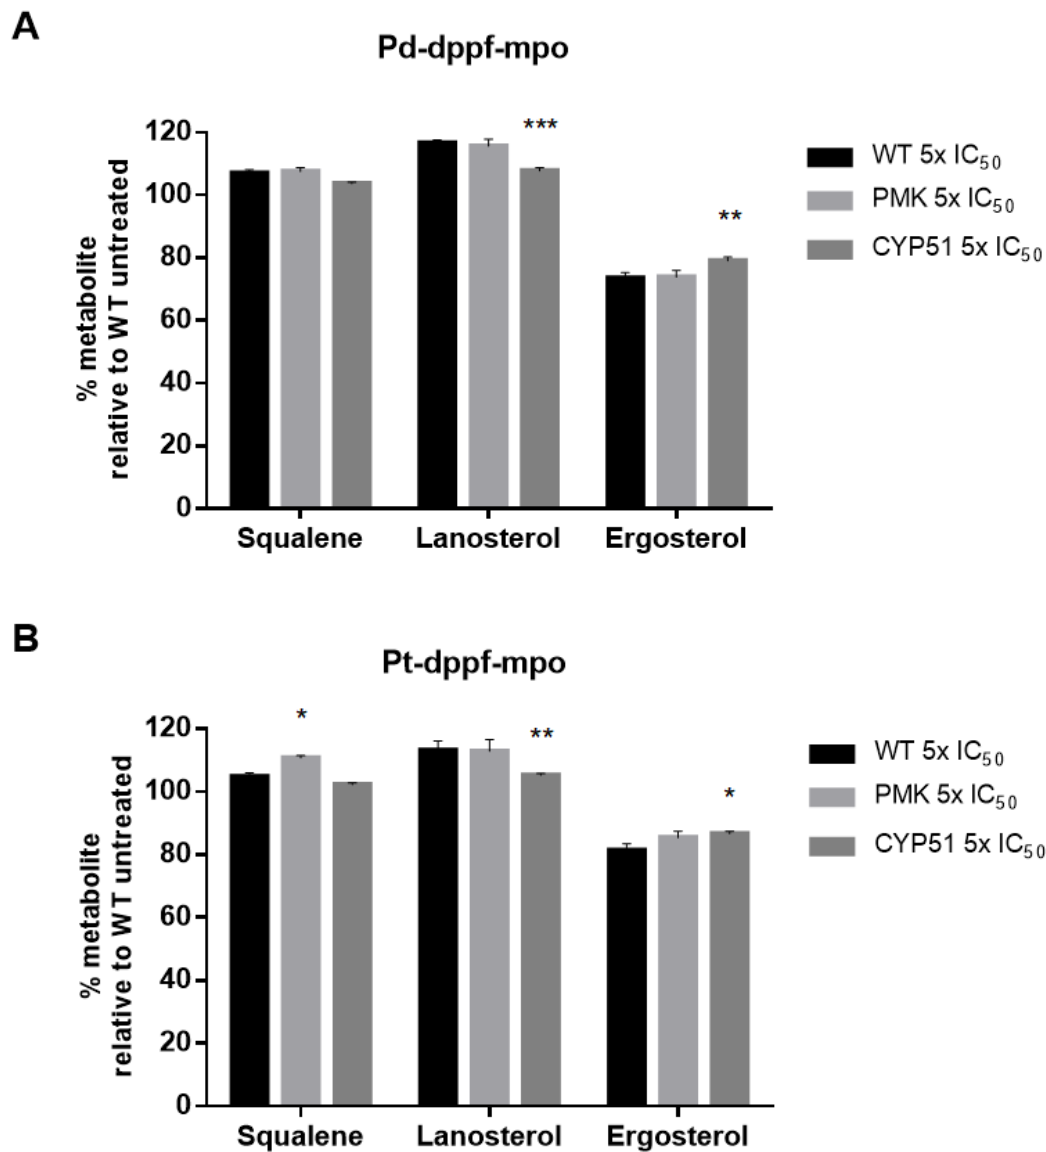 A
Pd-dppf-mpo
% metabolite
relative to WT untreated
120
100
80
60
40
20
0
***
**
Squalene
Lanosterol
Ergosterol
WT 5x IC50
PMK 5x IC50
CYP51 5x IC50
B
Pt-dppf-mpo
% metabolite
relative to WT untreated
120
100
80
60
40
20
0
*
**
*
Squalene
Lanosterol
Ergosterol
WT 5x IC50
PMK 5x IC50
CYP51 5x IC50